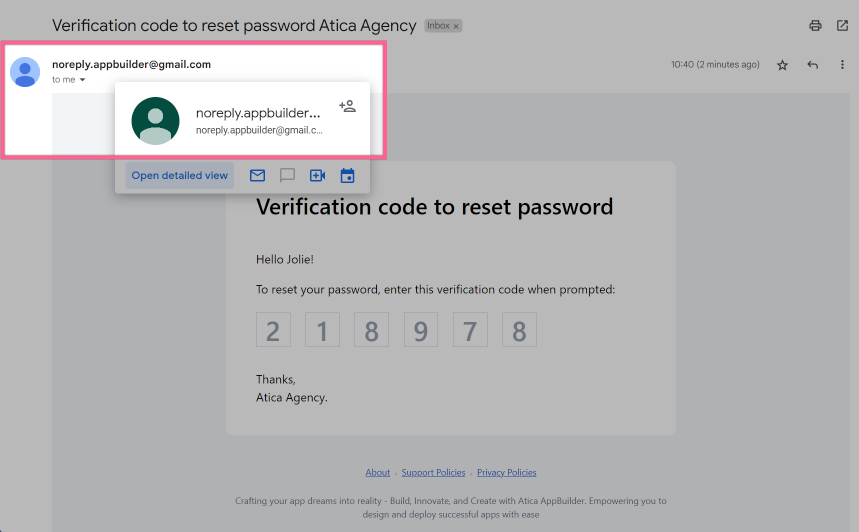 Verification code to reset password Atica Agency Inbox ×
noreply.appbuilder@gmail.com
10:40 (2 minutes ago)
to me
noreply.appbuilder...
noreply.appbuilder@gmail.c...
Open detailed view
Verification code to reset password
Hello Jolie!
To reset your password, enter this verification code when prompted:
2 1 8 9 7 8
Thanks,
Atica Agency.
About - Support Policies - Privacy Policies
Crafting your app dreams into reality - Build, Innovate, and Create with Atica AppBuilder. Empowering you to
design and deploy successful apps with ease